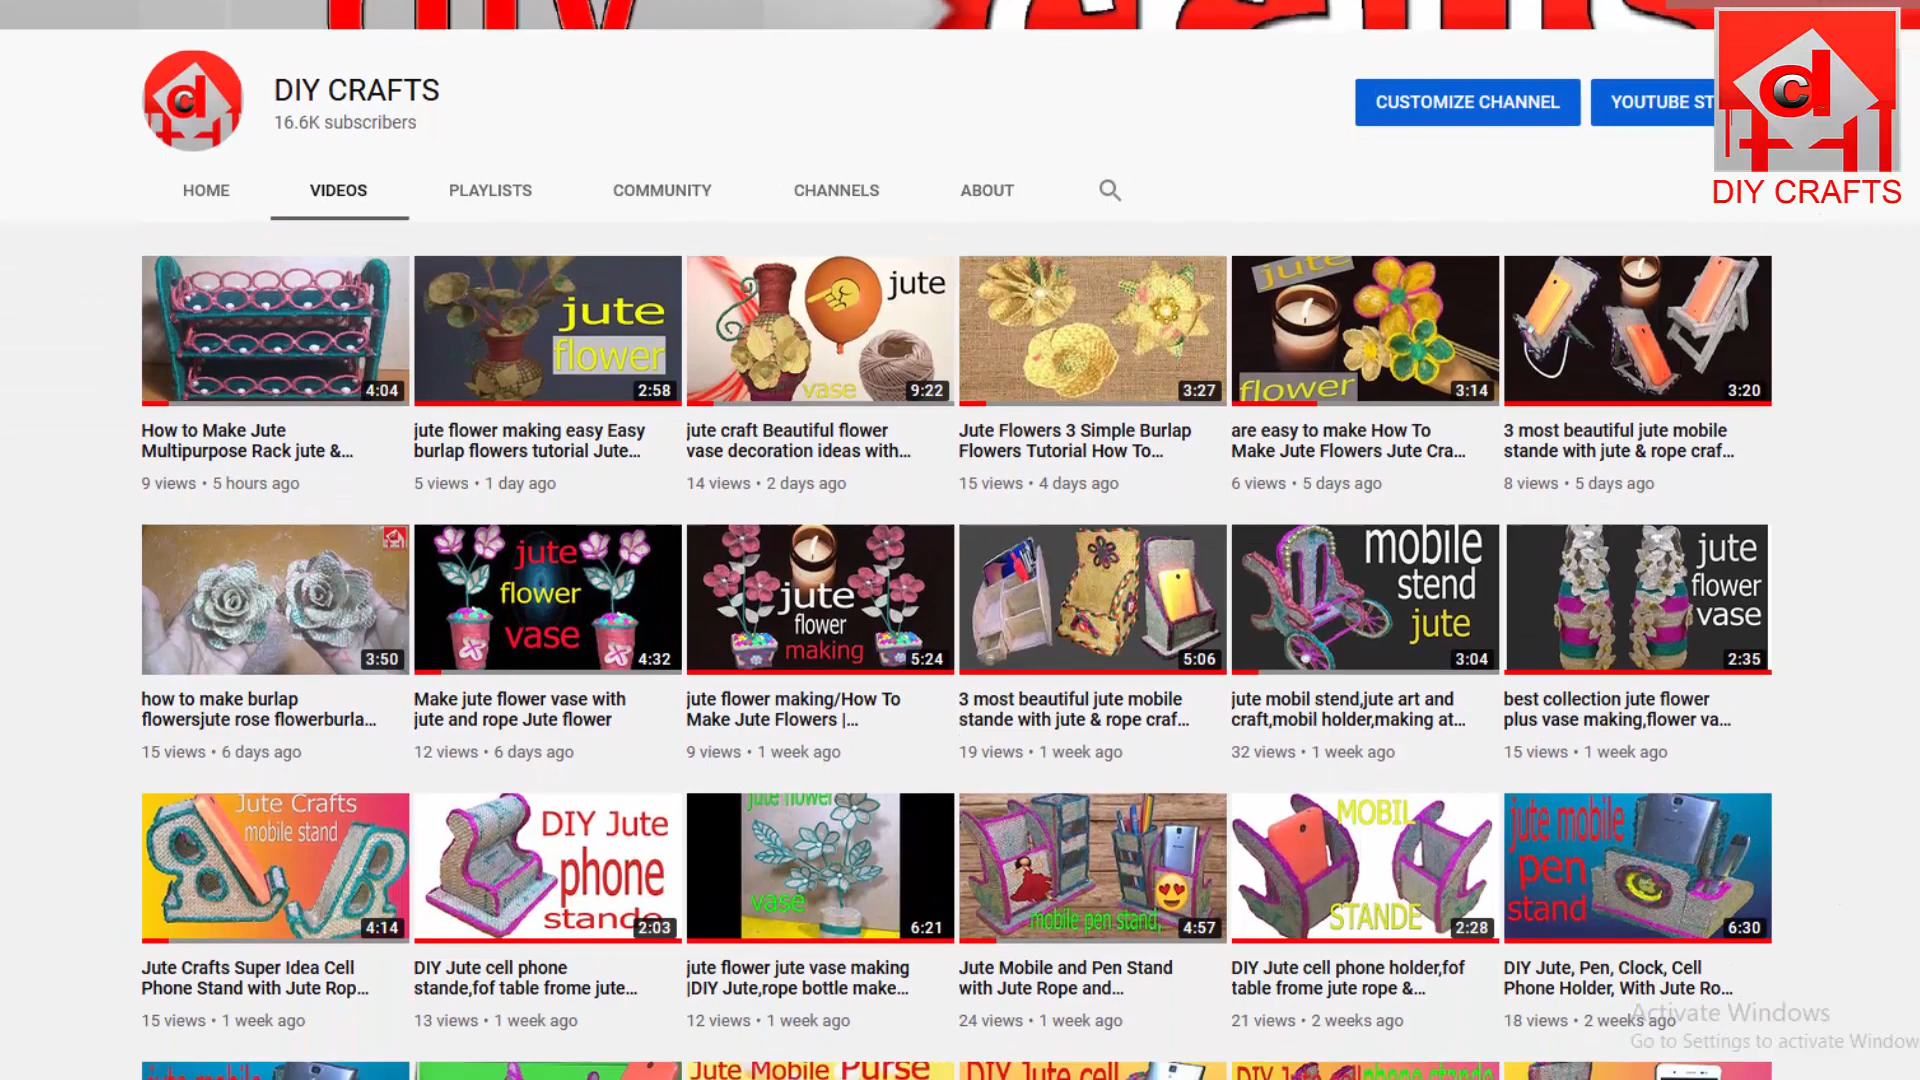 DIY CRAFTS
16.6K subscribers
CUSTOMIZE CHANNEL
YOUTUBE ST
DIY CRAFTS
HOME
VIDEOS
PLAYLISTS
COMMUNITY
CHANNELS
ABOUT
jute
flower
jute
vase
jute
flower
4:04
2:58
9:22
3:27
3:14
3:20
How to Make Jute
Multipurpose Rack jute &...
9 views • 5 hours ago
jute flower making easy Easy
burlap flowers tutorial Jute...
5 views • 1 day ago
jute craft Beautiful flower
vase decoration ideas with...
14 views • 2 days ago
Jute Flowers 3 Simple Burlap
Flowers Tutorial How To...
15 views • 4 days ago
are easy to make How To
Make Jute Flowers Jute Cra...
6 views • 5 days ago
3 most beautiful jute mobile
stande with jute & rope craf...
8 views • 5 days ago
3:50
jute
flower
vase
4:32
jute
flower
making
5:24
5:06
mobile
stend
jute
3:04
jute
flower
vase
2:35
how to make burlap
flowersjute rose flowerburla...
15 views • 6 days ago
Make jute flower vase with
jute and rope Jute flower
12 views • 6 days ago
jute flower making/How To
Make Jute Flowers |...
9 views • 1 week ago
3 most beautiful jute mobile
stande with jute & rope craf...
19 views • 1 week ago
jute mobil stend,jute art and
craft,mobil holder,making at...
32 views • 1 week ago
best collection jute flower
plus vase making,flower va...
15 views • 1 week ago
Jute Crafts
mobile stand
4:14
DIY Jute
phone
stande
2:03
jute flower
vase
6:21
mobile pen stand,
4:57
MOBIL
STANDE
2:28
jute mobile
pen
stand
6:30
Jute Crafts Super Idea Cell
Phone Stand with Jute Rop...
15 views • 1 week ago
DIY Jute cell phone
stande,fof table frome jute...
13 views • 1 week ago
jute flower jute vase making
|DIY Jute,rope bottle make...
12 views • 1 week ago
Jute Mobile and Pen Stand
with Jute Rope and...
24 views • 1 week ago
DIY Jute cell phone holder,fof
table frome jute rope &...
21 views • 2 weeks ago
DIY Jute, Pen, Clock, Cell
Phone Holder, With Jute Ro...
18 views • 2 weeks ago
Activate Windows
Go to Settings to activate Window
jute mobile
Jute Mobile Purse
DIY Jute cell
DIY Jute cell phone stande